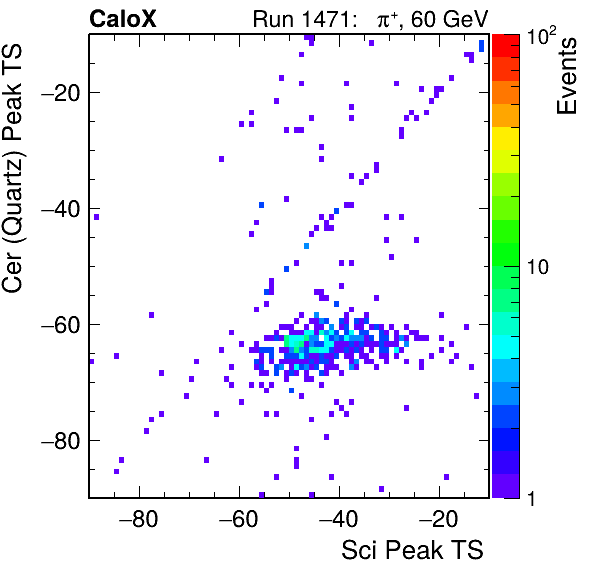 CaloX Run 1471: π⁺, 60 GeV
Cer (Quartz) Peak TS
−20
−40
−60
−80
−80 −60 −40 −20
Sci Peak TS
10²
10
1
Events